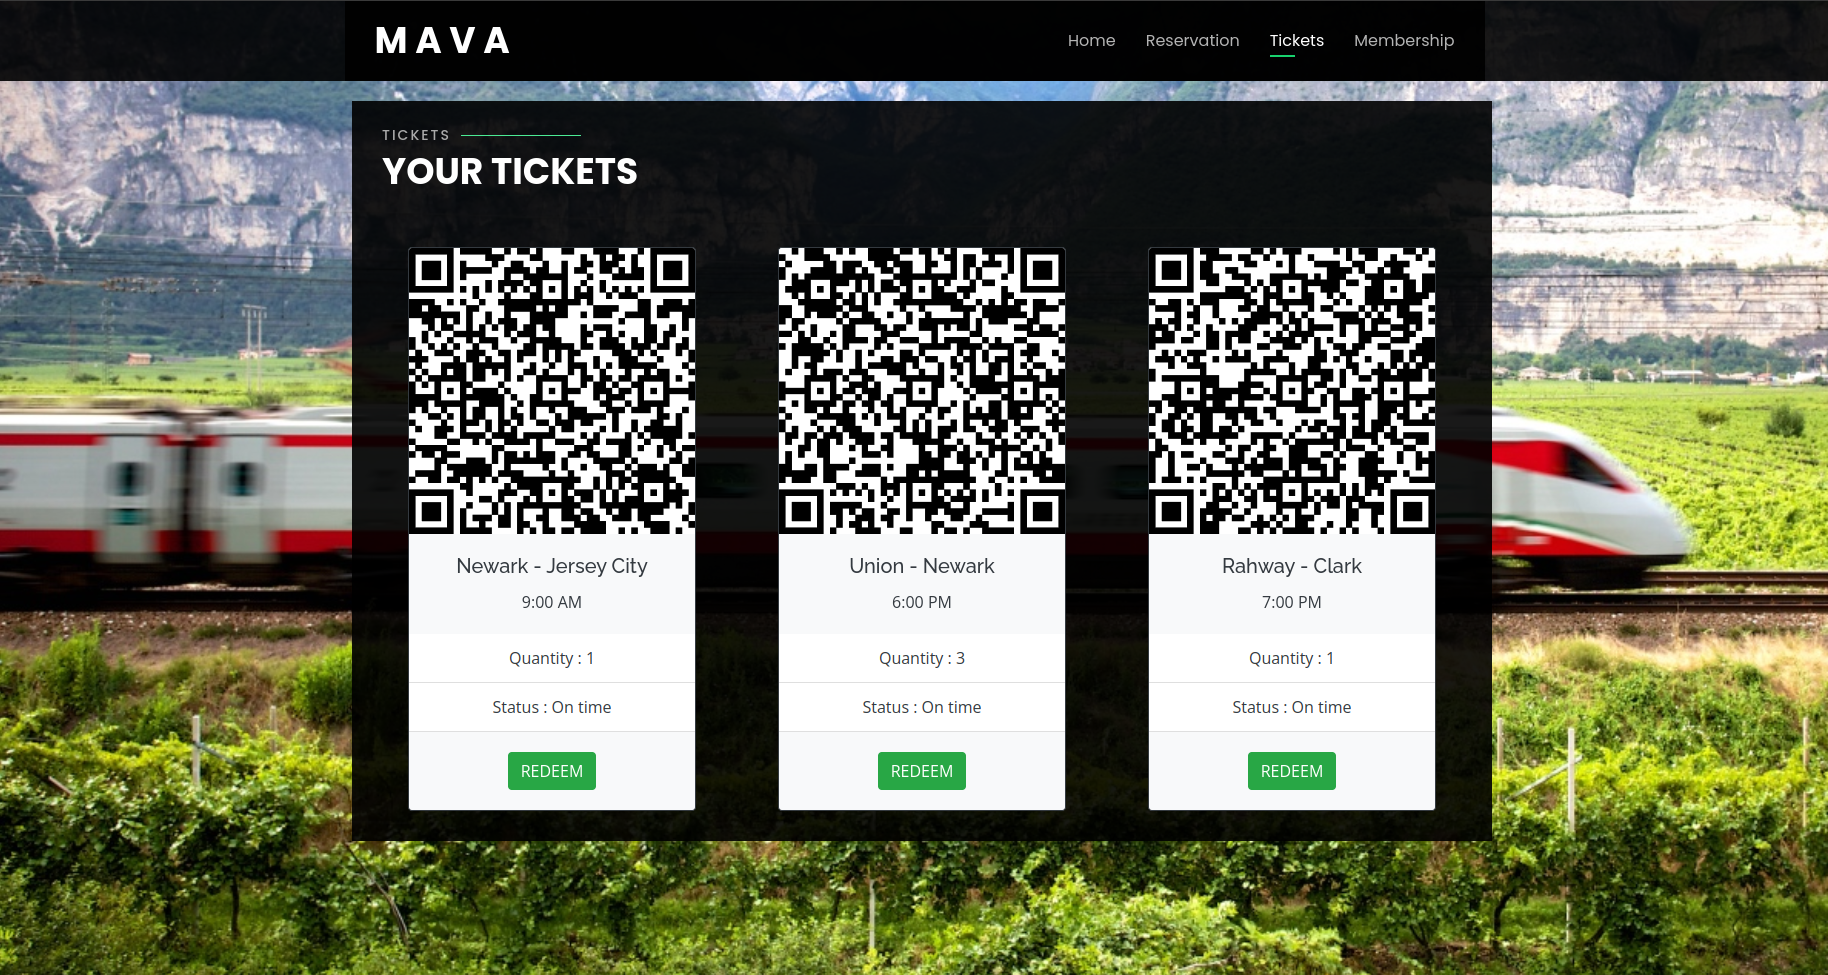 MAVA
Home Reservation Tickets Membership
TICKETS
YOUR TICKETS
Newark - Jersey City
9:00 AM
Quantity : 1
Status : On time
REDEEM
Union - Newark
6:00 PM
Quantity : 3
Status : On time
REDEEM
Rahway - Clark
7:00 PM
Quantity : 1
Status : On time
REDEEM